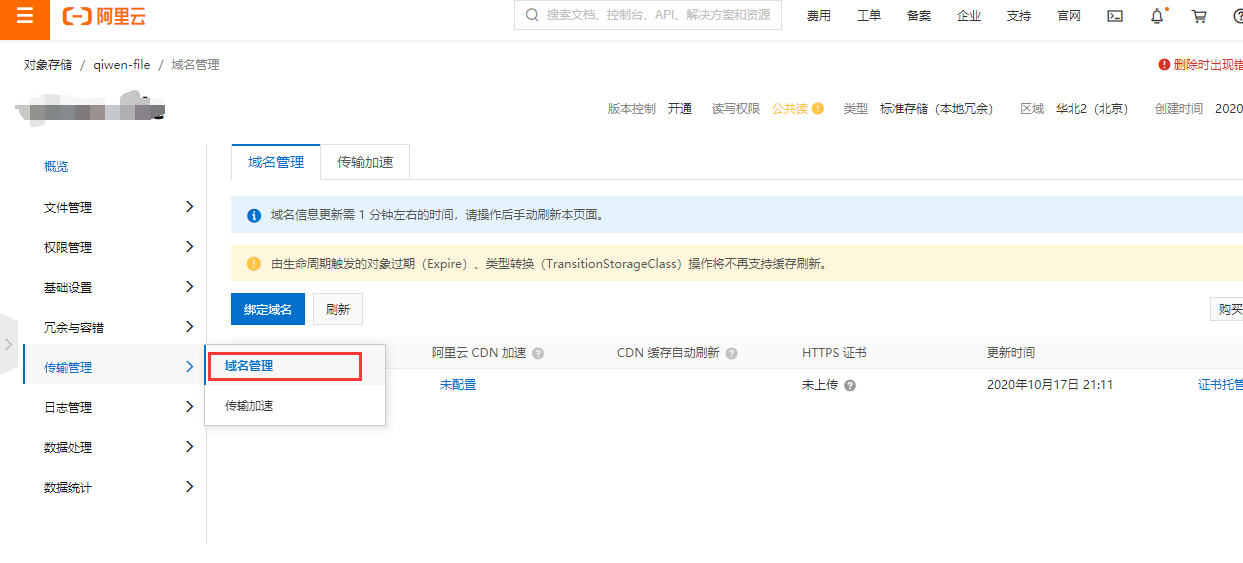 阿里云
搜索文档、控制台、API、解决方案和资源
费用 工单 备案 企业 支持 官网
对象存储 / qiwen-file / 域名管理
删除时出现错
版本控制 开通 读写权限 公共读 类型 标准存储（本地冗余） 区域 华北2（北京） 创建时间 2020
概览
文件管理
权限管理
基础设置
冗余与容错
传输管理
日志管理
数据处理
数据统计
域名管理
传输加速
域名管理 传输加速
域名信息更新需 1 分钟左右的时间，请操作后手动刷新本页面。
由生命周期触发的对象过期（Expire）、类型转换（TransitionStorageClass）操作将不再支持缓存刷新。
绑定域名 刷新
购买
阿里云 CDN 加速 CDN 缓存自动刷新 HTTPS 证书 更新时间
未配置 未上传 2020年10月17日 21:11 证书托管